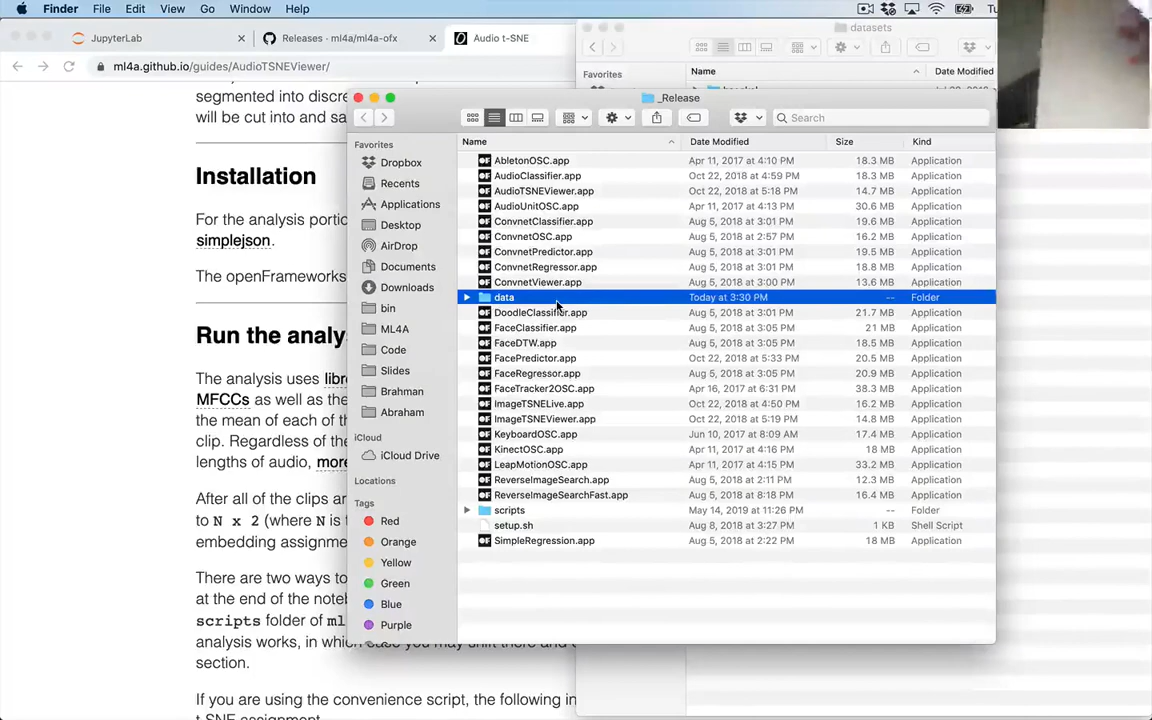 Finder File Edit View Go Window Help
JupyterLab
Releases · ml4a/ml4a-ofx
Audio t-SNE
ml4a.github.io/guides/AudioTSNEViewer/
datasets
Favorites
Name
Date Modified
segmented into
will be cut into and sa
Installation
For the analysis portio
simplejson.
The openFrameworks
Run the analy
The analysis uses libr
MFCCs as well as the
the mean of each of t
clip. Regardless of the
lengths of audio, more
After all of the clips ar
to N x 2 (where N is
embedding assignme
There are two ways to
at the end of the noteb
scripts folder of ml
analysis works, in which case you may skip there and
section.
If you are using the convenience script, the following in
t-SNE assignment
_Release
Search
Favorites
Dropbox
Recents
Applications
Desktop
AirDrop
Documents
Downloads
bin
ML4A
Code
Slides
Brahman
Abraham
iCloud
iCloud Drive
Locations
Tags
Red
Orange
Yellow
Green
Blue
Purple
Name Date Modified Size Kind
AbletonOSC.app Apr 11, 2017 at 4:10 PM 18.3 MB Application
AudioClassifier.app Oct 22, 2018 at 4:59 PM 18.3 MB Application
AudioTSNEViewer.app Oct 22, 2018 at 5:18 PM 14.7 MB Application
AudioUnitOSC.app Apr 11, 2017 at 4:13 PM 30.6 MB Application
ConvnetClassifier.app Aug 5, 2018 at 3:01 PM 19.6 MB Application
ConvnetOSC.app Aug 5, 2018 at 2:57 PM 16.2 MB Application
ConvnetPredictor.app Aug 5, 2018 at 3:01 PM 19.5 MB Application
ConvnetRegressor.app Aug 5, 2018 at 3:01 PM 18.8 MB Application
ConvnetViewer.app Aug 5, 2018 at 3:00 PM 13.6 MB Application
data Today at 3:30 PM -- Folder
DoodleClassifier.app Aug 5, 2018 at 3:01 PM 21.7 MB Application
FaceClassifier.app Aug 5, 2018 at 3:05 PM 21 MB Application
FaceDTW.app Aug 5, 2018 at 3:05 PM 18.5 MB Application
FacePredictor.app Oct 22, 2018 at 5:33 PM 20.5 MB Application
FaceRegressor.app Aug 5, 2018 at 3:05 PM 20.9 MB Application
FaceTracker2OSC.app Apr 16, 2017 at 6:31 PM 38.3 MB Application
ImageTSNELive.app Oct 22, 2018 at 4:50 PM 16.2 MB Application
ImageTSNEViewer.app Oct 22, 2018 at 5:19 PM 14.8 MB Application
KeyboardOSC.app Jun 10, 2017 at 8:09 AM 17.4 MB Application
KinectOSC.app Apr 11, 2017 at 4:16 PM 18 MB Application
LeapMotionOSC.app Apr 11, 2017 at 4:15 PM 33.2 MB Application
ReverseImageSearch.app Aug 5, 2018 at 2:11 PM 12.3 MB Application
ReverseImageSearchFast.app Aug 5, 2018 at 8:18 PM 16.4 MB Application
scripts May 14, 2019 at 11:26 PM -- Folder
setup.sh Aug 8, 2018 at 3:27 PM 1 KB Shell Script
SimpleRegression.app Aug 5, 2018 at 2:22 PM 18 MB Application